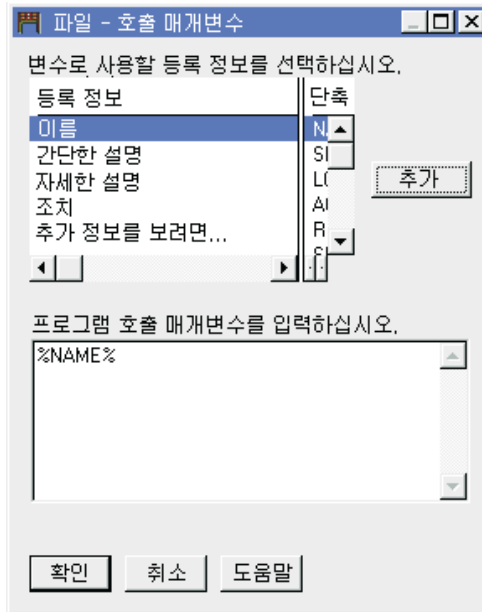 파일 - 호출 매개변수
변수로 사용할 등록 정보를 선택하십시오.
등록 정보 단축
이름
간단한 설명
자세한 설명
조치
추가 정보를 보려면...
추가
프로그램 호출 매개변수를 입력하십시오.
%NAME%
확인 취소 도움말